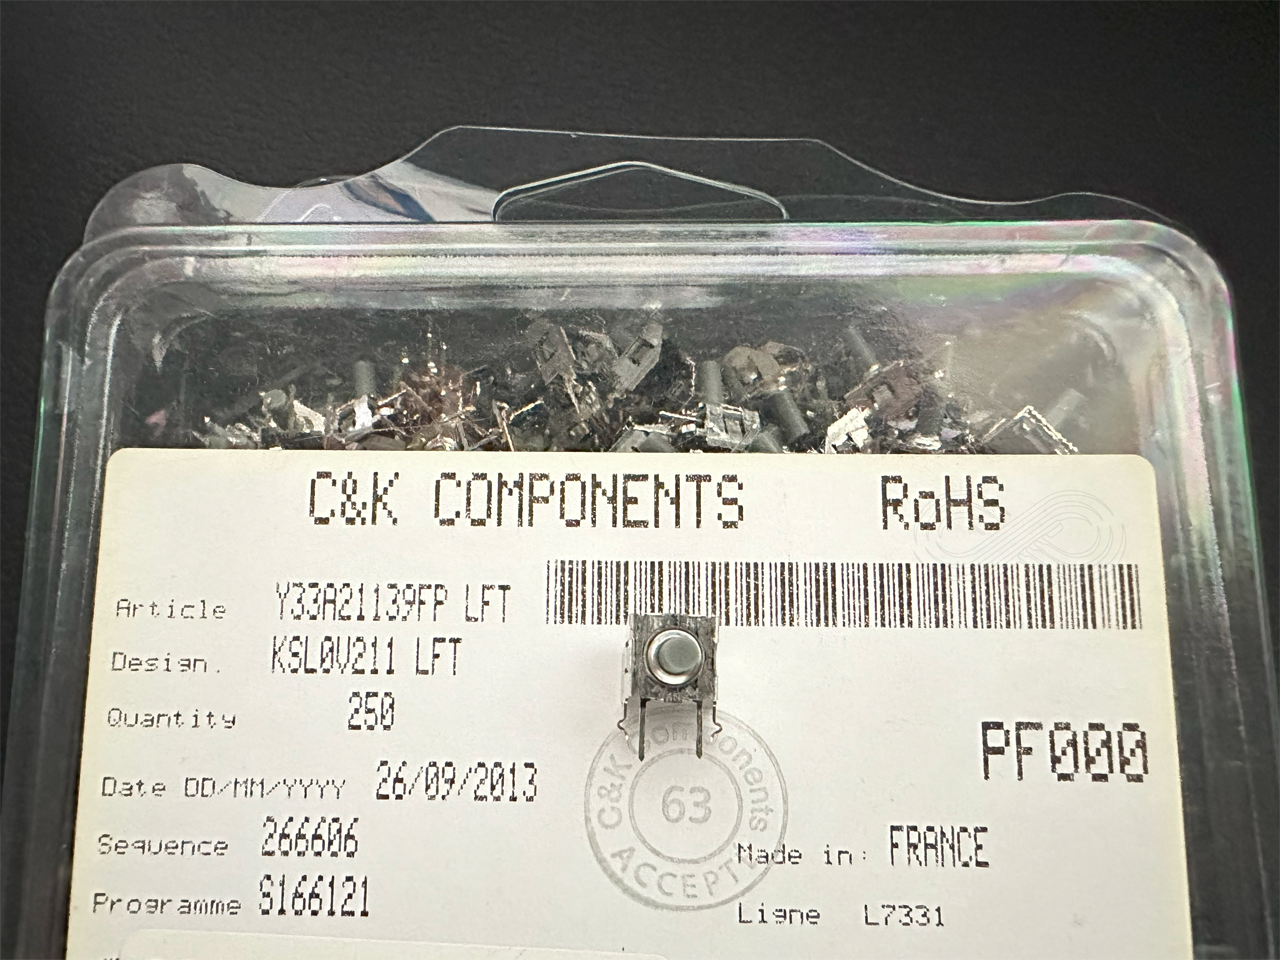 C&K COMPONENTS RoHS
Article Y33A21139FP LFT
Design. KSL0V211 LFT
Quantity 250
PF000
Date DD/MM/YYYY 26/09/2013
Sequence 266606
Made in: FRANCE
Programme S166121
Ligne L7331
C&K Components
63
ACCEPT